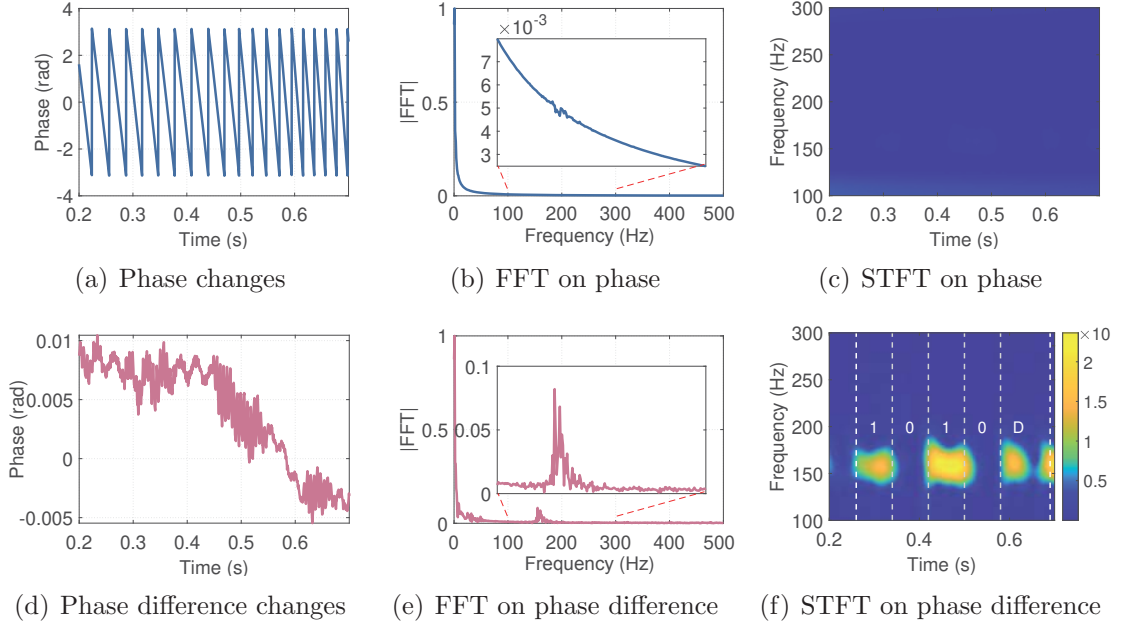 4
2
0
-2
-4
Phase (rad)
0.2 0.3 0.4 0.5 0.6
Time (s)
(a) Phase changes
1
0.5
0
|FFT|
×10⁻³
7
6
5
4
3
0 100 200 300 400 500
Frequency (Hz)
(b) FFT on phase
300
250
200
150
100
Frequency (Hz)
0.2 0.3 0.4 0.5 0.6
Time (s)
(c) STFT on phase
0.01
0.005
0
-0.005
Phase (rad)
0.2 0.3 0.4 0.5 0.6
Time (s)
(d) Phase difference changes
1
0.5
0
|FFT|
0.1
0.05
0
0 100 200 300 400 500
Frequency (Hz)
(e) FFT on phase difference
300
250
200
150
100
Frequency (Hz)
1 0 1 0 D
×10
2
1.5
1
0.5
0.2 0.4 0.6
Time (s)
(f) STFT on phase difference